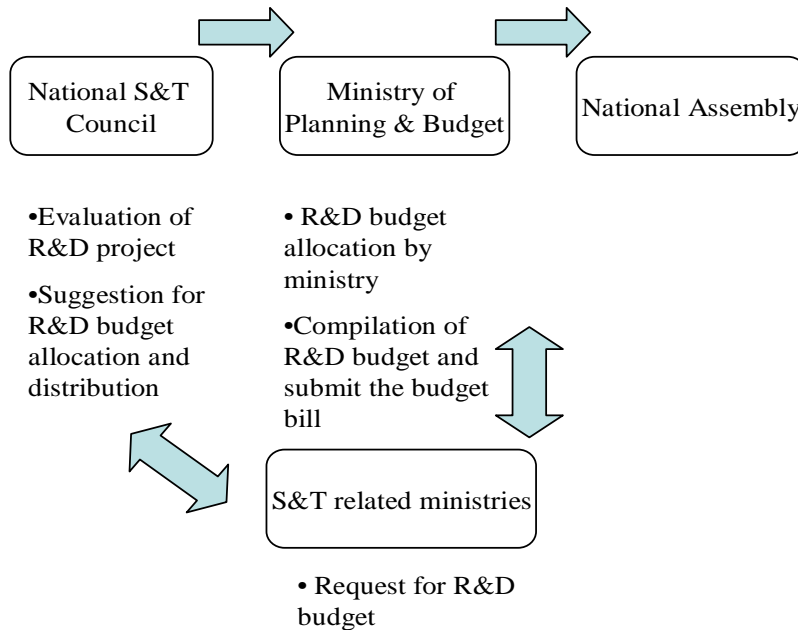 National S&T
Council
Ministry of
Planning & Budget
National Assembly
•Evaluation of
R&D project
•Suggestion for
R&D budget
allocation and
distribution
• R&D budget
allocation by
ministry
•Compilation of
R&D budget and
submit the budget
bill
S&T related ministries
• Request for R&D
budget